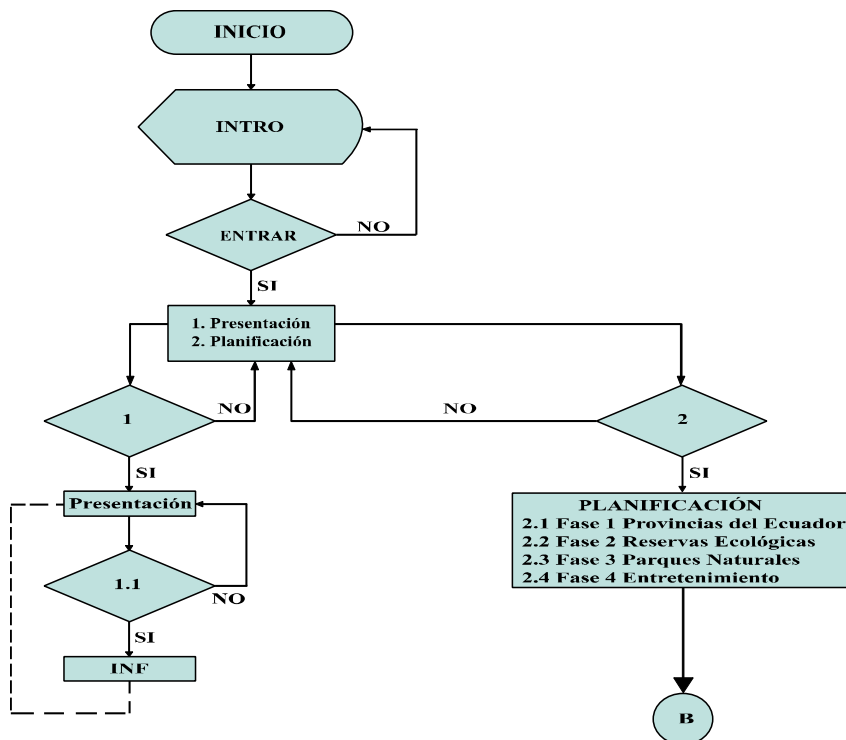 INICIO
INTRO
NO
ENTRAR
SI
1. Presentación
2. Planificación
NO
NO
1
2
SI
SI
Presentación
PLANIFICACIÓN
2.1 Fase 1 Provincias del Ecuador
2.2 Fase 2 Reservas Ecológicas
2.3 Fase 3 Parques Naturales
2.4 Fase 4 Entretenimiento
1.1
NO
SI
INF
B